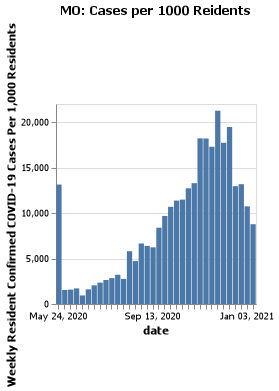 MO: Cases per 1000 Reidents
Weekly Resident Confirmed COVID-19 Cases Per 1,000 Residents
20,000
15,000
10,000
5,000
0
May 24, 2020
Sep 13, 2020
Jan 03, 2021
date